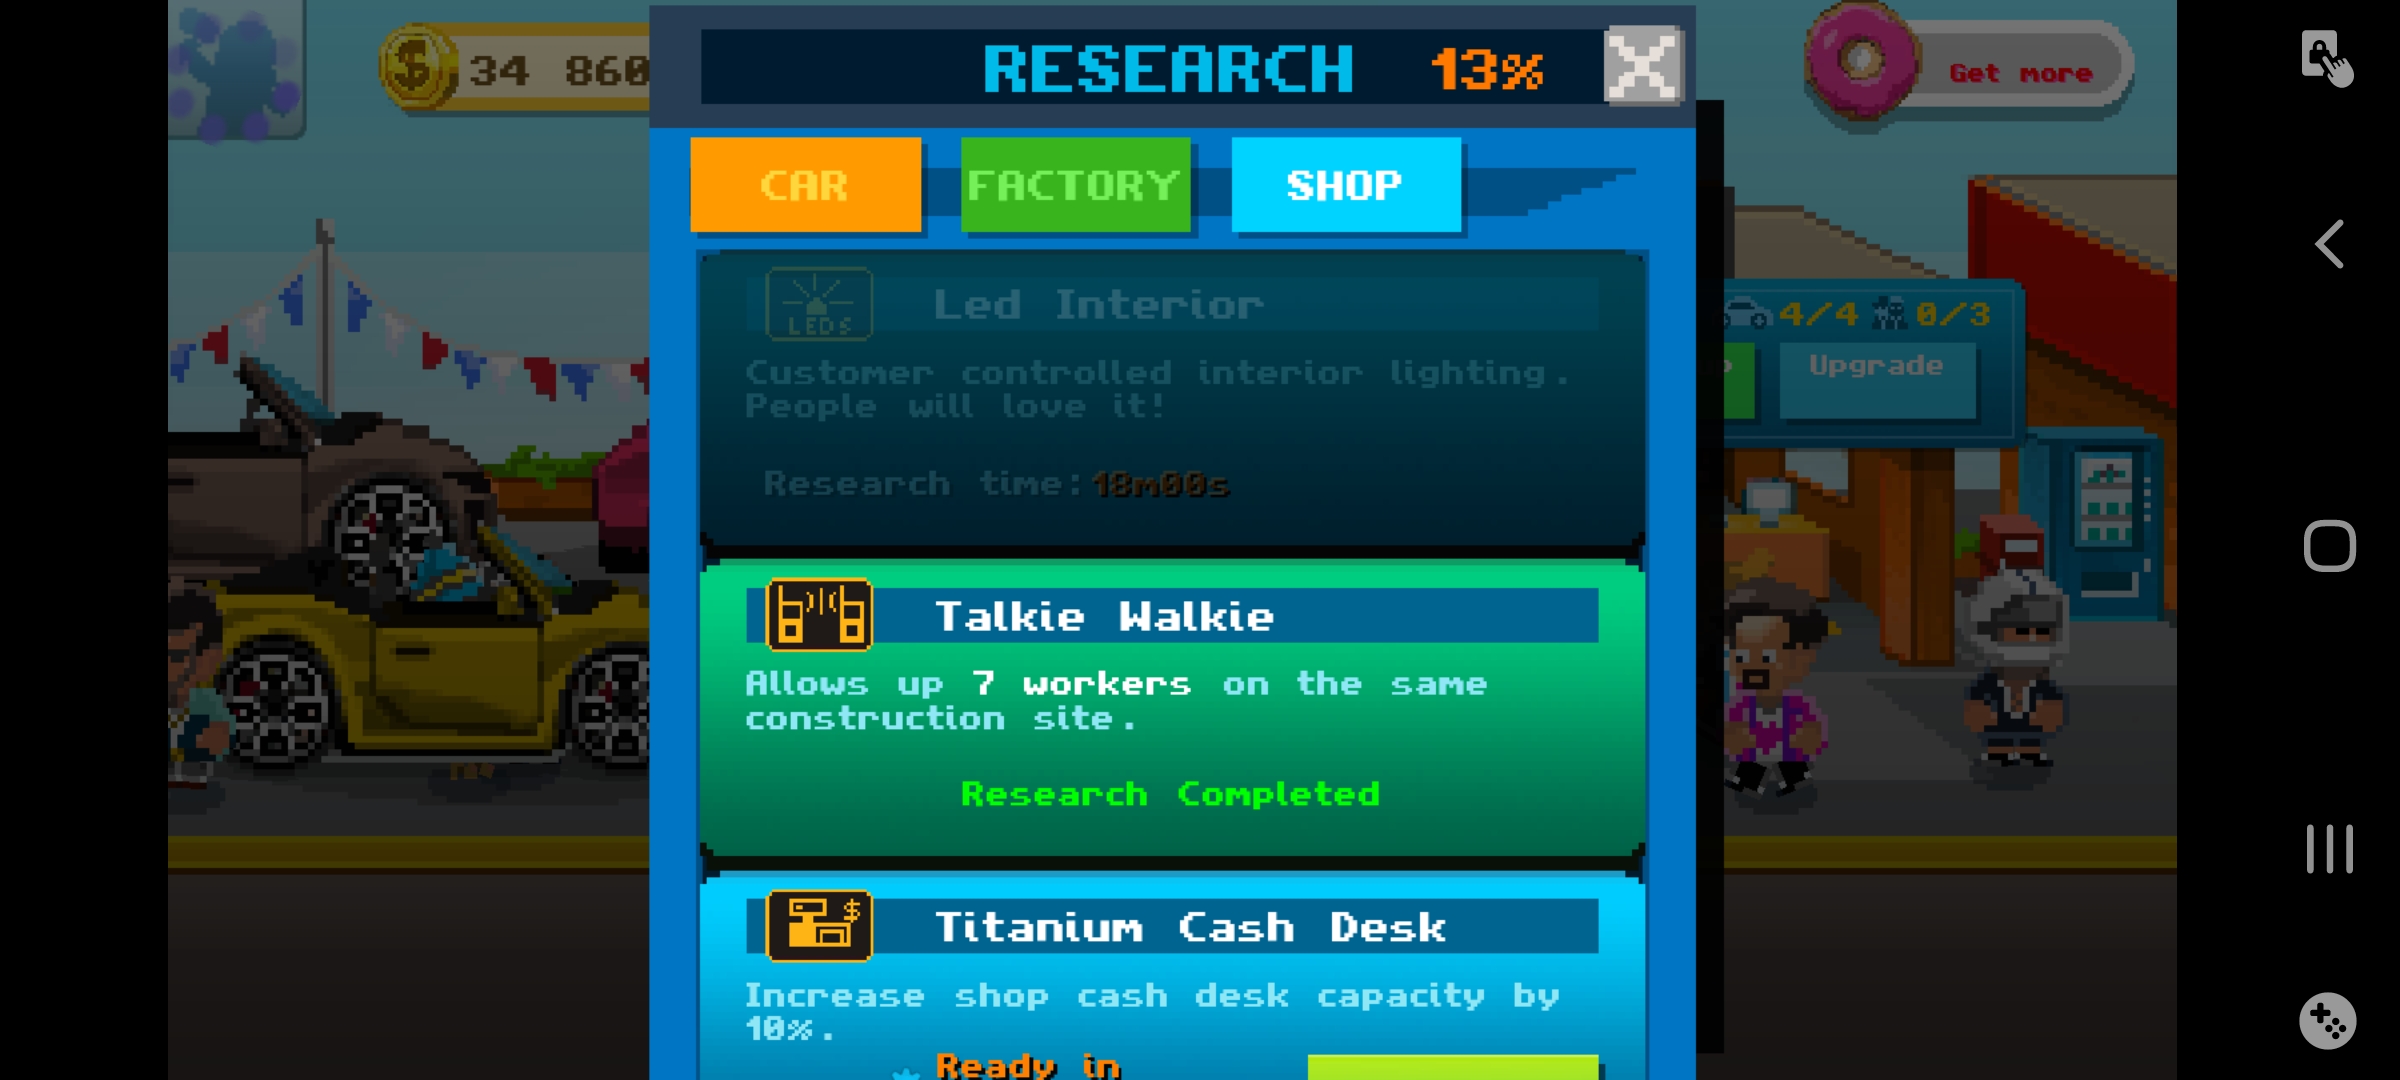 34 860
RESEARCH 13%
Get more
CAR FACTORY SHOP
LEDS
Led Interior
Customer controlled interior lighting.
People will love it!
Research time:18m00s
4/4 0/3
Upgrade
Talkie Walkie
Allows up 7 workers on the same
construction site.
Research Completed
$
Titanium Cash Desk
Increase shop cash desk capacity by
10%.
Ready in